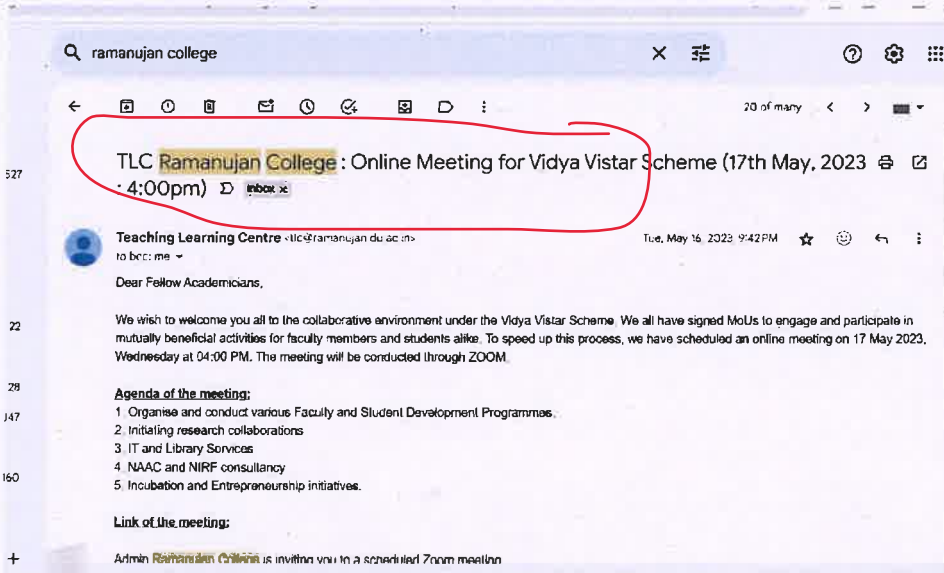 ramanujan college
20 of many
TLC Ramanujan College : Online Meeting for Vidya Vistar Scheme (17th May, 2023
: 4:00pm) Inbox x
527
Teaching Learning Centre <tlc@ramanujan.du.ac.in>
Tue, May 16, 2023, 9:42 PM
to bcc: me
Dear Fellow Academicians,
We wish to welcome you all to the collaborative environment under the Vidya Vistar Scheme. We all have signed MoUs to engage and participate in
22
mutually beneficial activities for faculty members and students alike. To speed up this process, we have scheduled an online meeting on 17 May 2023,
Wednesday at 04:00 PM. The meeting will be conducted through ZOOM.
28
Agenda of the meeting:
1. Organise and conduct various Faculty and Student Development Programmes.
147
2. Initiating research collaborations
3. IT and Library Services
4. NAAC and NIRF consultancy
160
5. Incubation and Entrepreneurship initiatives.
Link of the meeting:
Admin Ramanujan College is inviting you to a scheduled Zoom meeting